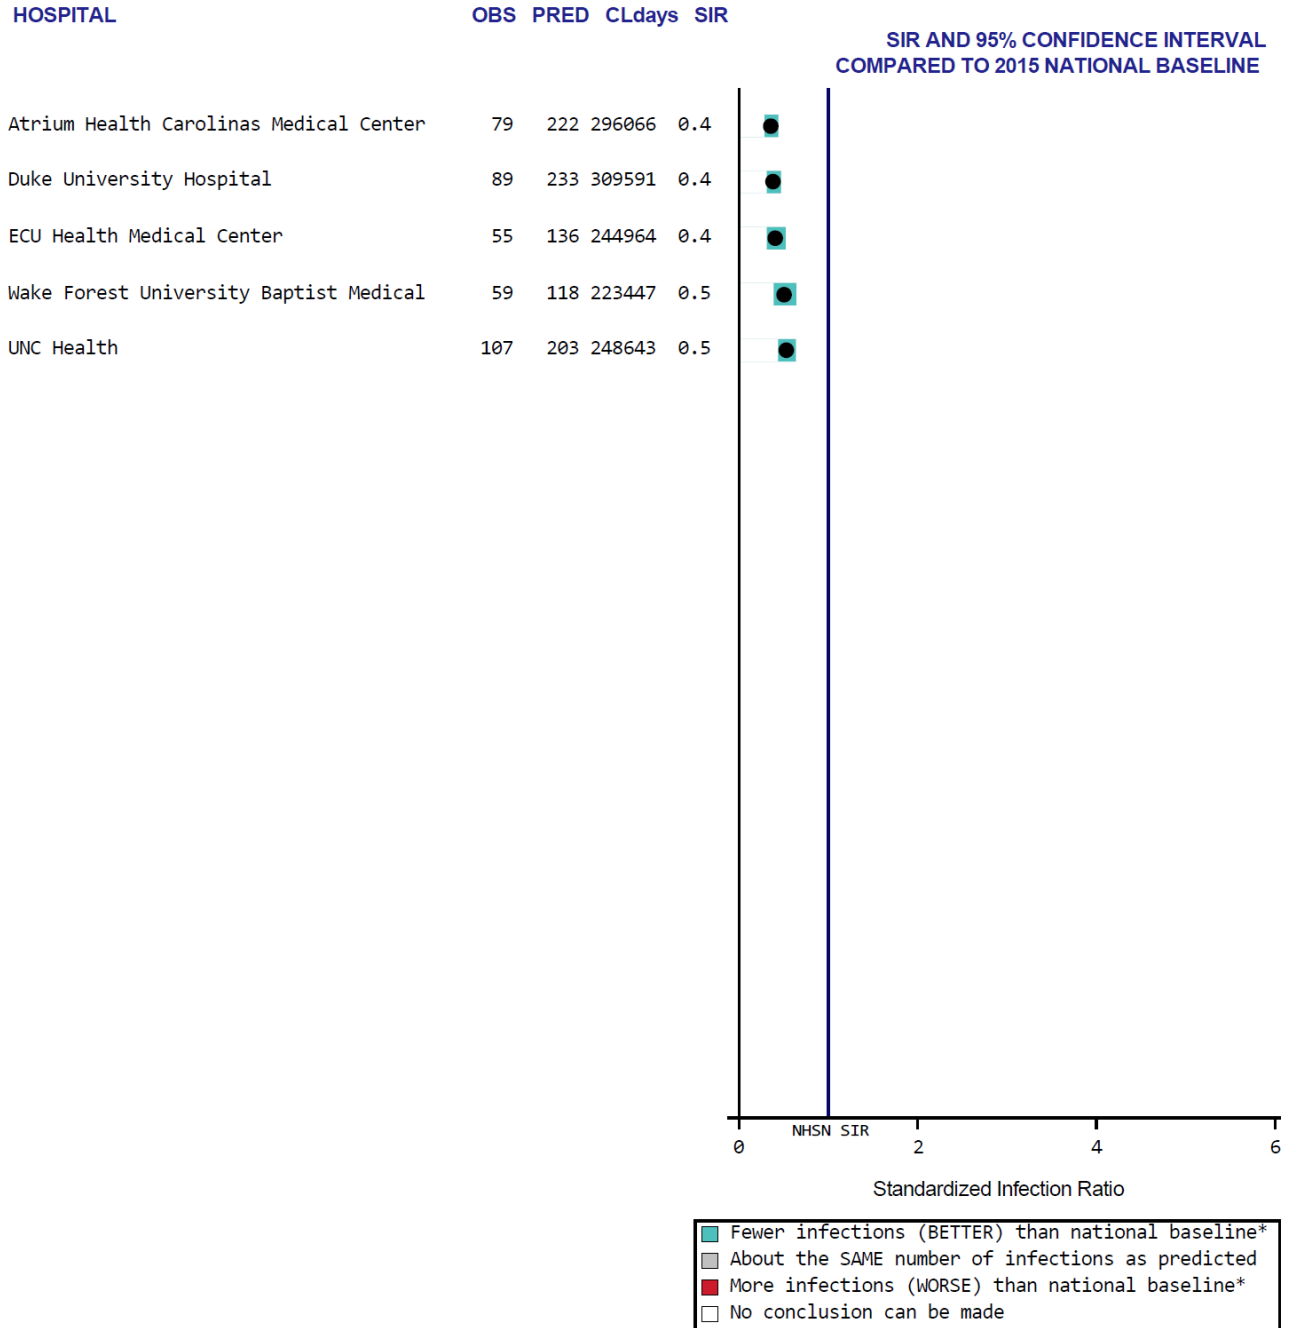 HOSPITAL OBS PRED CLdays SIR
SIR AND 95% CONFIDENCE INTERVAL
COMPARED TO 2015 NATIONAL BASELINE
Atrium Health Carolinas Medical Center 79 222 296066 0.4
Duke University Hospital 89 233 309591 0.4
ECU Health Medical Center 55 136 244964 0.4
Wake Forest University Baptist Medical 59 118 223447 0.5
UNC Health 107 203 248643 0.5
NHSN SIR
0 2 4 6
Standardized Infection Ratio
Fewer infections (BETTER) than national baseline*
About the SAME number of infections as predicted
More infections (WORSE) than national baseline*
No conclusion can be made